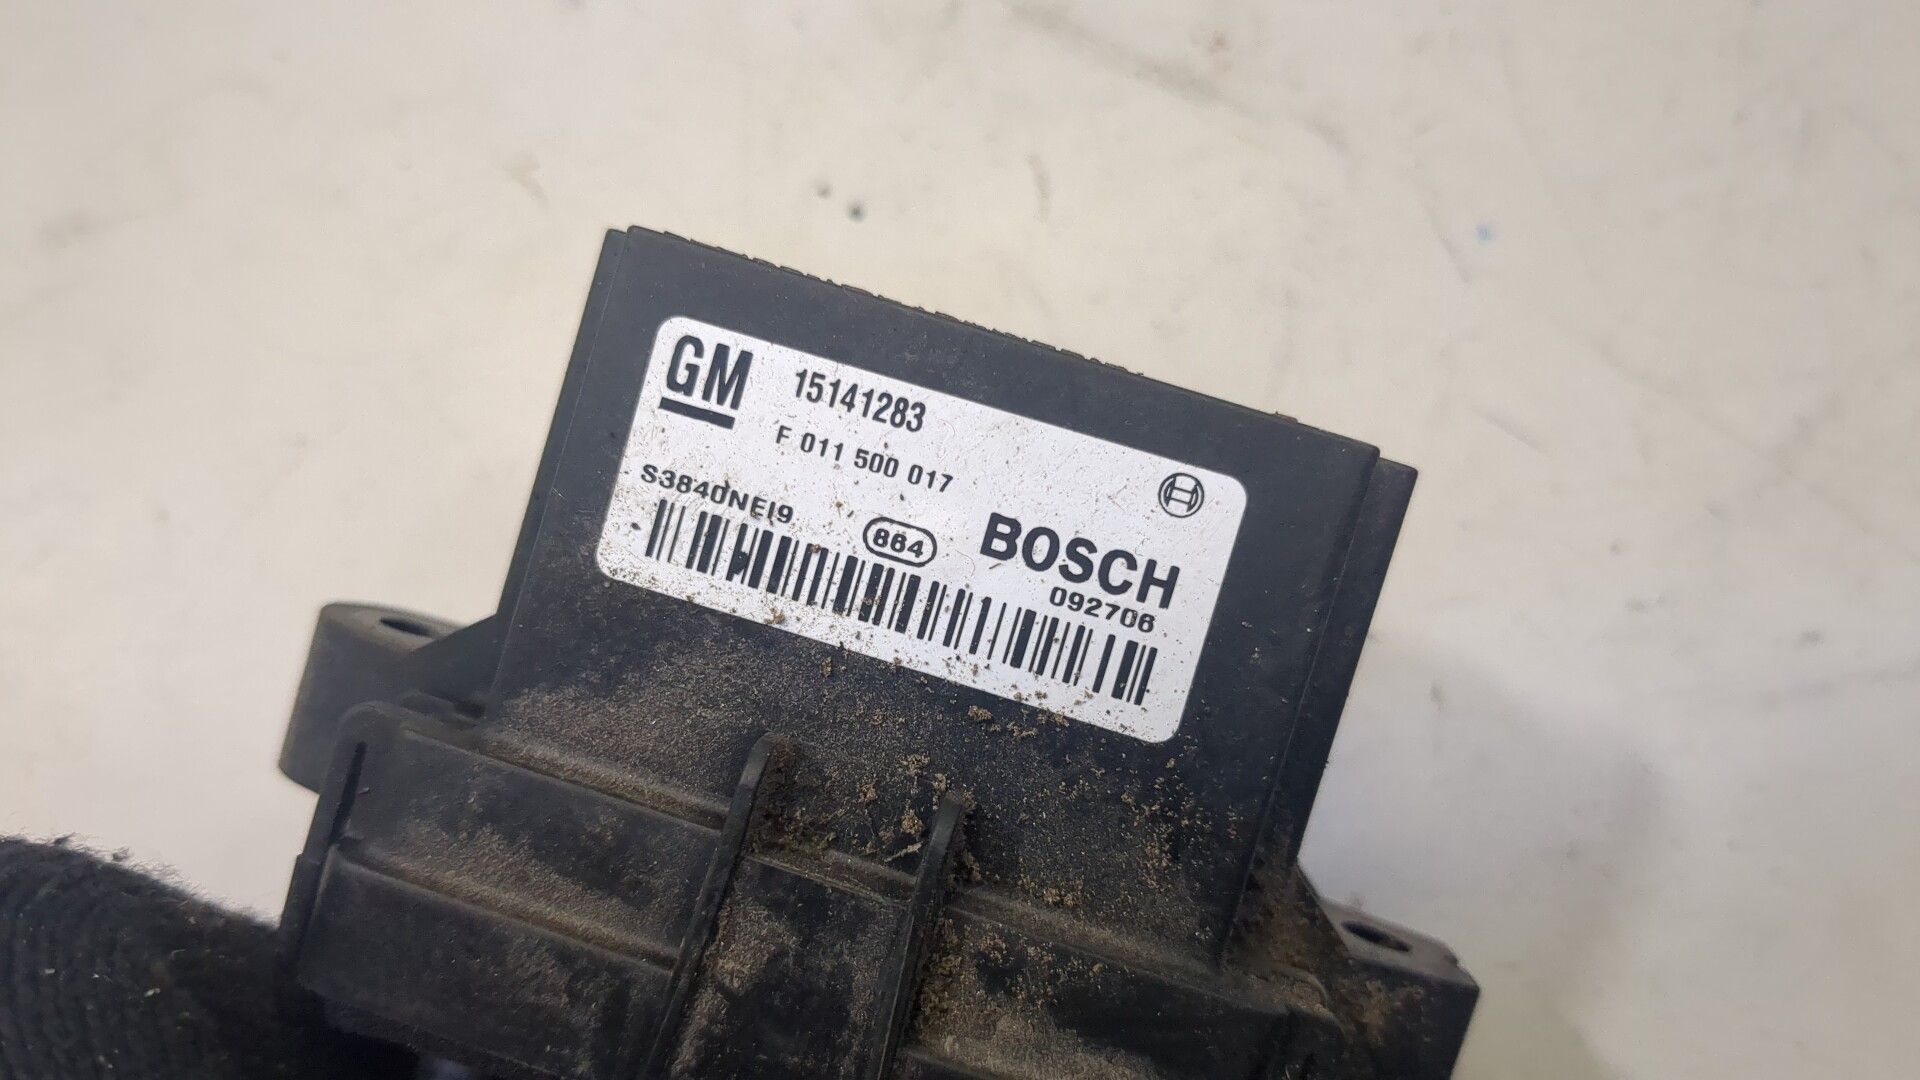 GM 15141283
F 011 500 017
S3840NEI9
864
BOSCH
092706